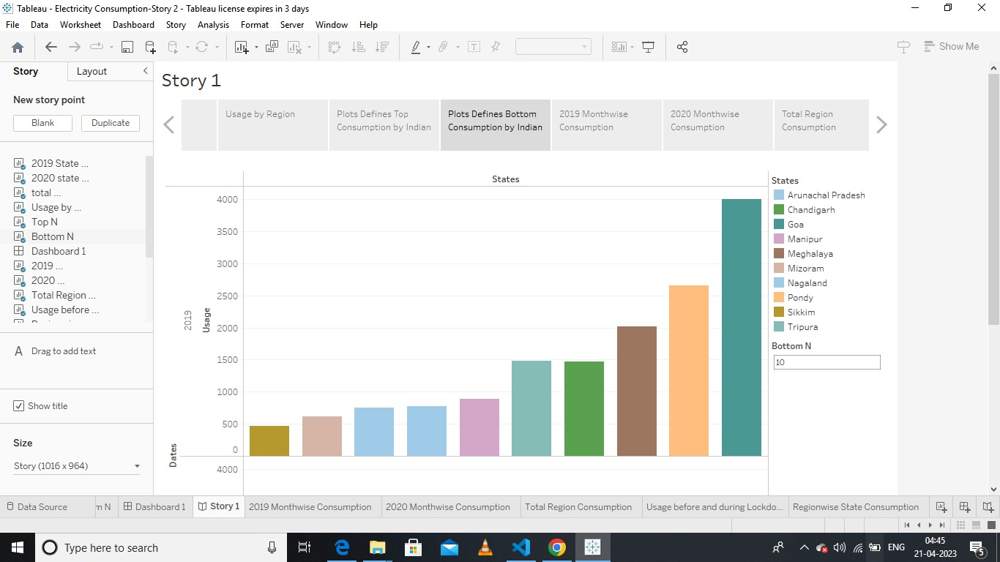 Tableau - Electricity Consumption-Story 2 - Tableau license expires in 3 days
File Data Worksheet Dashboard Story Analysis Format Server Window Help
Show Me
Story Layout
New story point
Blank Duplicate
2019 State ...
2020 state ...
total ...
Usage by ...
Top N
Bottom N
Dashboard 1
2019 ...
2020 ...
Total Region ...
Usage before ...
A Drag to add text
Show title
Size
Story (1016 x 964)
Story 1
Usage by Region
Plots Defines Top
Consumption by Indian
Plots Defines Bottom
Consumption by Indian
2019 Monthwise
Consumption
2020 Monthwise
Consumption
Total Region
Consumption
States
Dates
2019
Usage
4000
3500
3000
2500
2000
1500
1000
500
0
4000
States
Arunachal Pradesh
Chandigarh
Goa
Manipur
Meghalaya
Mizoram
Nagaland
Pondy
Sikkim
Tripura
Bottom N
10
Data Source m N Dashboard 1 Story 1 2019 Monthwise Consumption 2020 Monthwise Consumption Total Region Consumption Usage before and during Lockdo... Regionwise State Consumption
Type here to search
ENG
04:45
21-04-2023
5